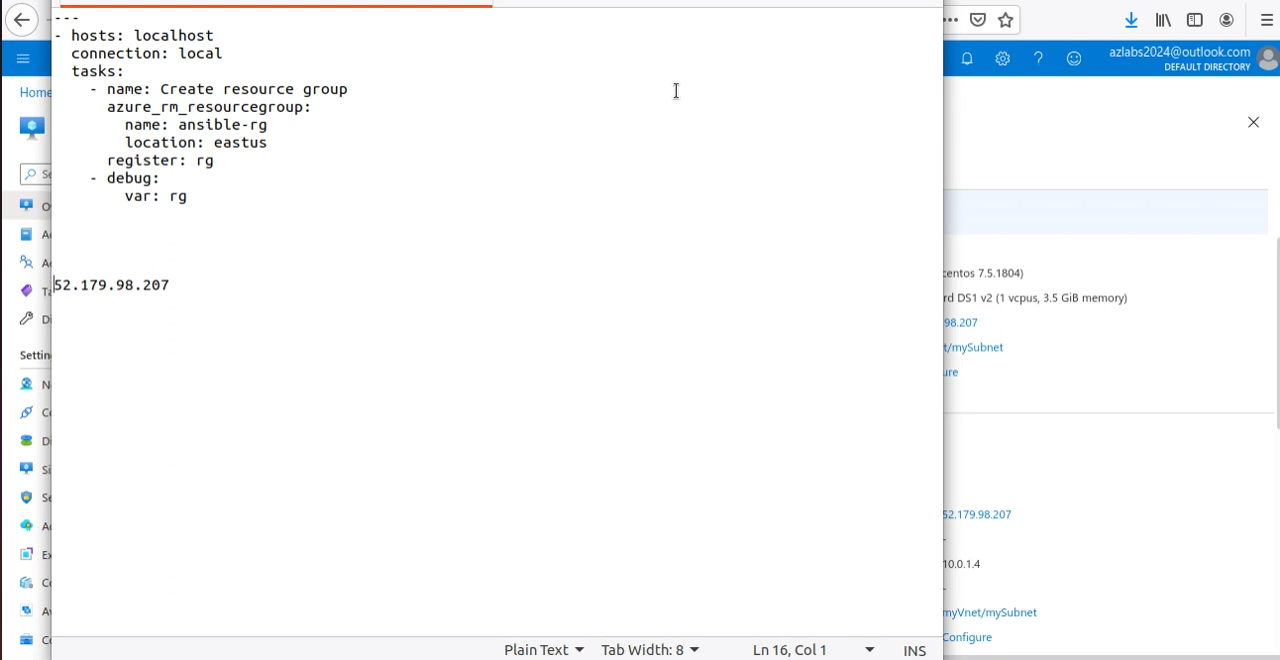 ---
- hosts: localhost
  connection: local
  tasks:
    - name: Create resource group
      azure_rm_resourcegroup:
        name: ansible-rg
        location: eastus
      register: rg
    - debug:
        var: rg
52.179.98.207
Plain Text
Tab Width: 8
Ln 16, Col 1
INS
azlabs2024@outlook.com
DEFAULT DIRECTORY
Home
Settin
centos 7.5.1804)
rd DS1 v2 (1 vcpus, 3.5 GiB memory)
98.207
t/mySubnet
ure
52.179.98.207
-
10.0.1.4
-
myVnet/mySubnet
Configure